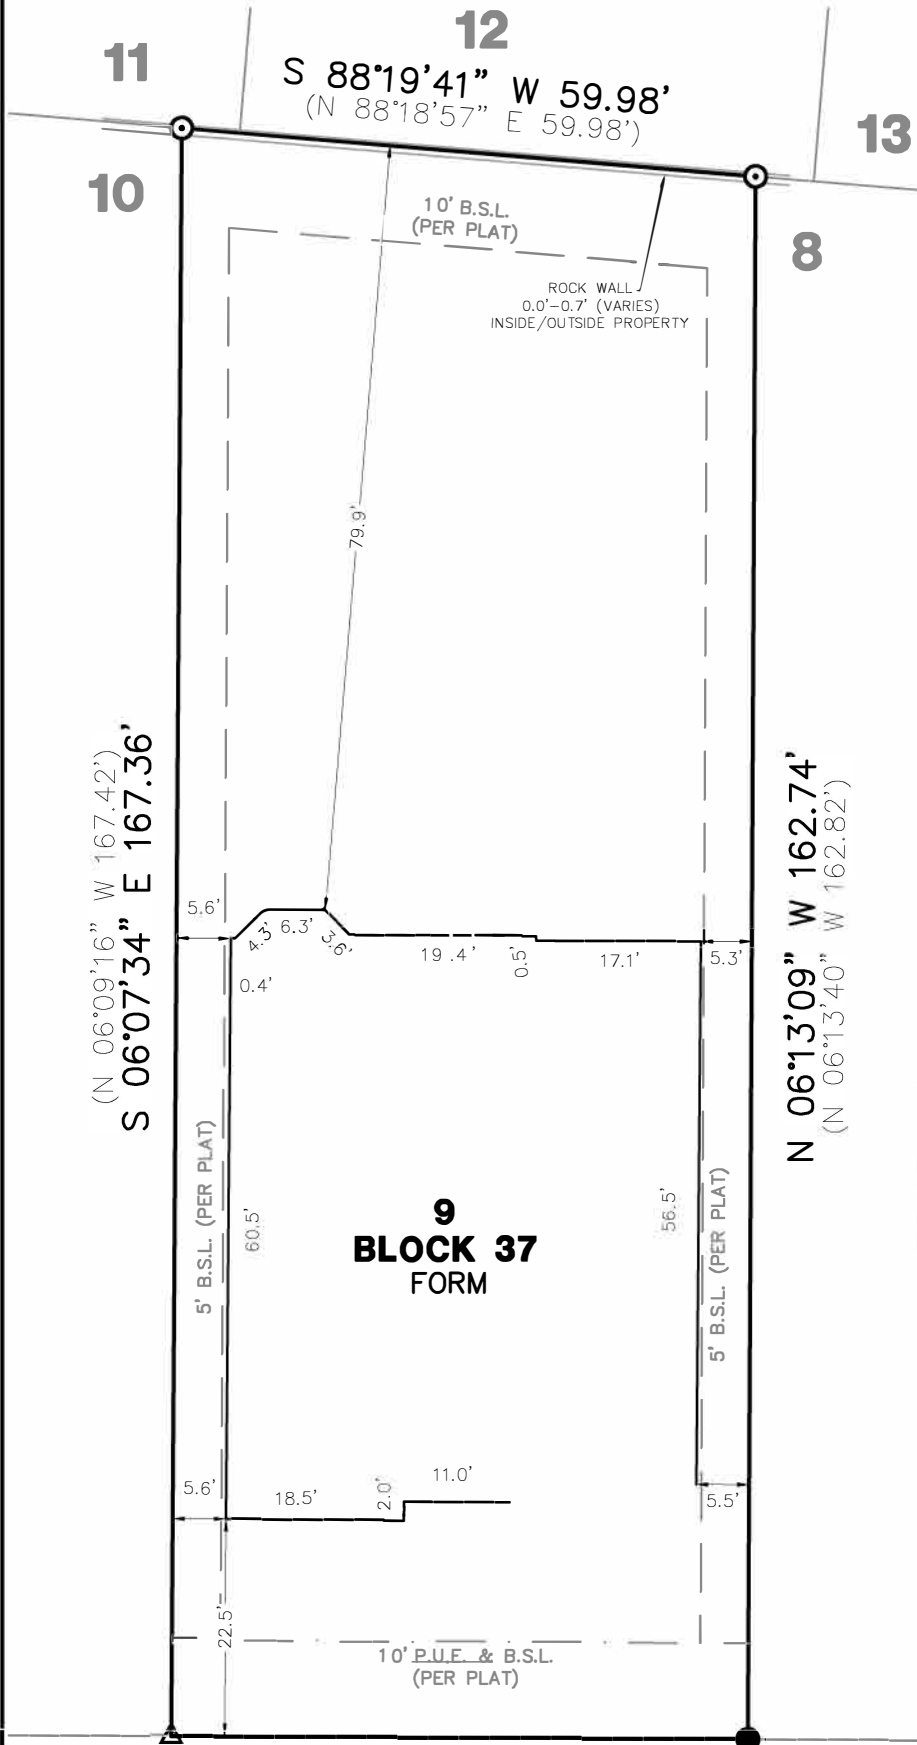 12
11
S 88°19'41" W 59.98'
(N 88°18'57" E 59.98')
13
10
10' B.S.L.
(PER PLAT)
8
ROCK WALL
0.0'-0.7' (VARIES)
INSIDE/OUTSIDE PROPERTY
79.9'
(N 06°09'16" W 167.42')
S 06°07'34" E 167.36'
N 06°13'09" W 162.74'
(N 06°13'40" W 162.82')
5.6'
4.3'
6.3'
3.6'
19.4'
0.5'
17.1'
5.3'
0.4'
5' B.S.L. (PER PLAT)
60.5'
9
BLOCK 37
FORM
56.5'
5' B.S.L. (PER PLAT)
5.6'
18.5'
2.0'
11.0'
5.5'
22.5'
10' P.U.E. & B.S.L.
(PER PLAT)